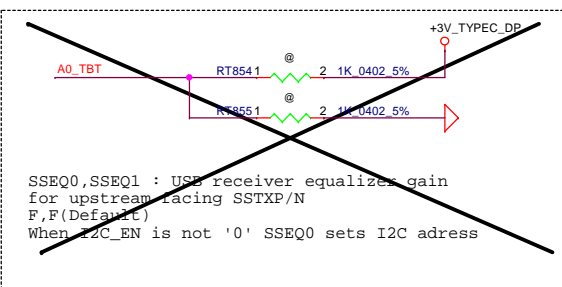 +3V_TYPEC_DP
@
A0_TBT RT854 1 2 1K_0402_5%
@
RT855 1 2 1K_0402_5%
SSEQ0,SSEQ1 : USB receiver equalizer gain
for upstream facing SSTXP/N
F,F(Default)
When I2C_EN is not '0' SSEQ0 sets I2C adress